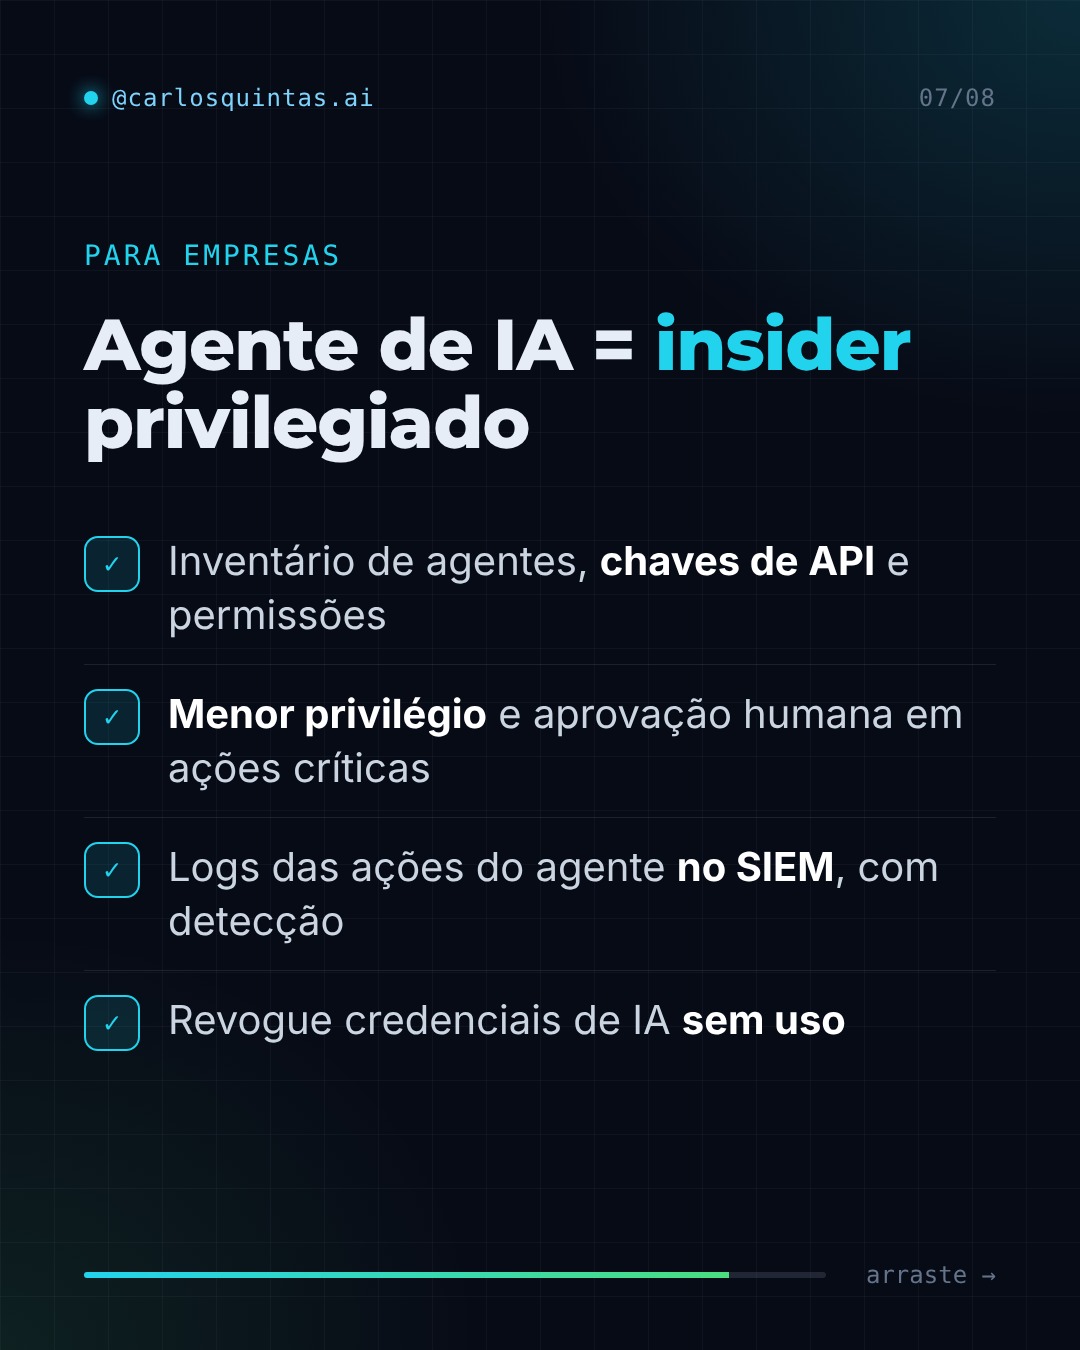 @carlosquintas.ai
07/08
PARA EMPRESAS
Agente de IA = insider
privilegiado
✓ Inventário de agentes, chaves de API e
permissões
✓ Menor privilégio e aprovação humana em
ações críticas
✓ Logs das ações do agente no SIEM, com
detecção
✓ Revogue credenciais de IA sem uso
arraste →